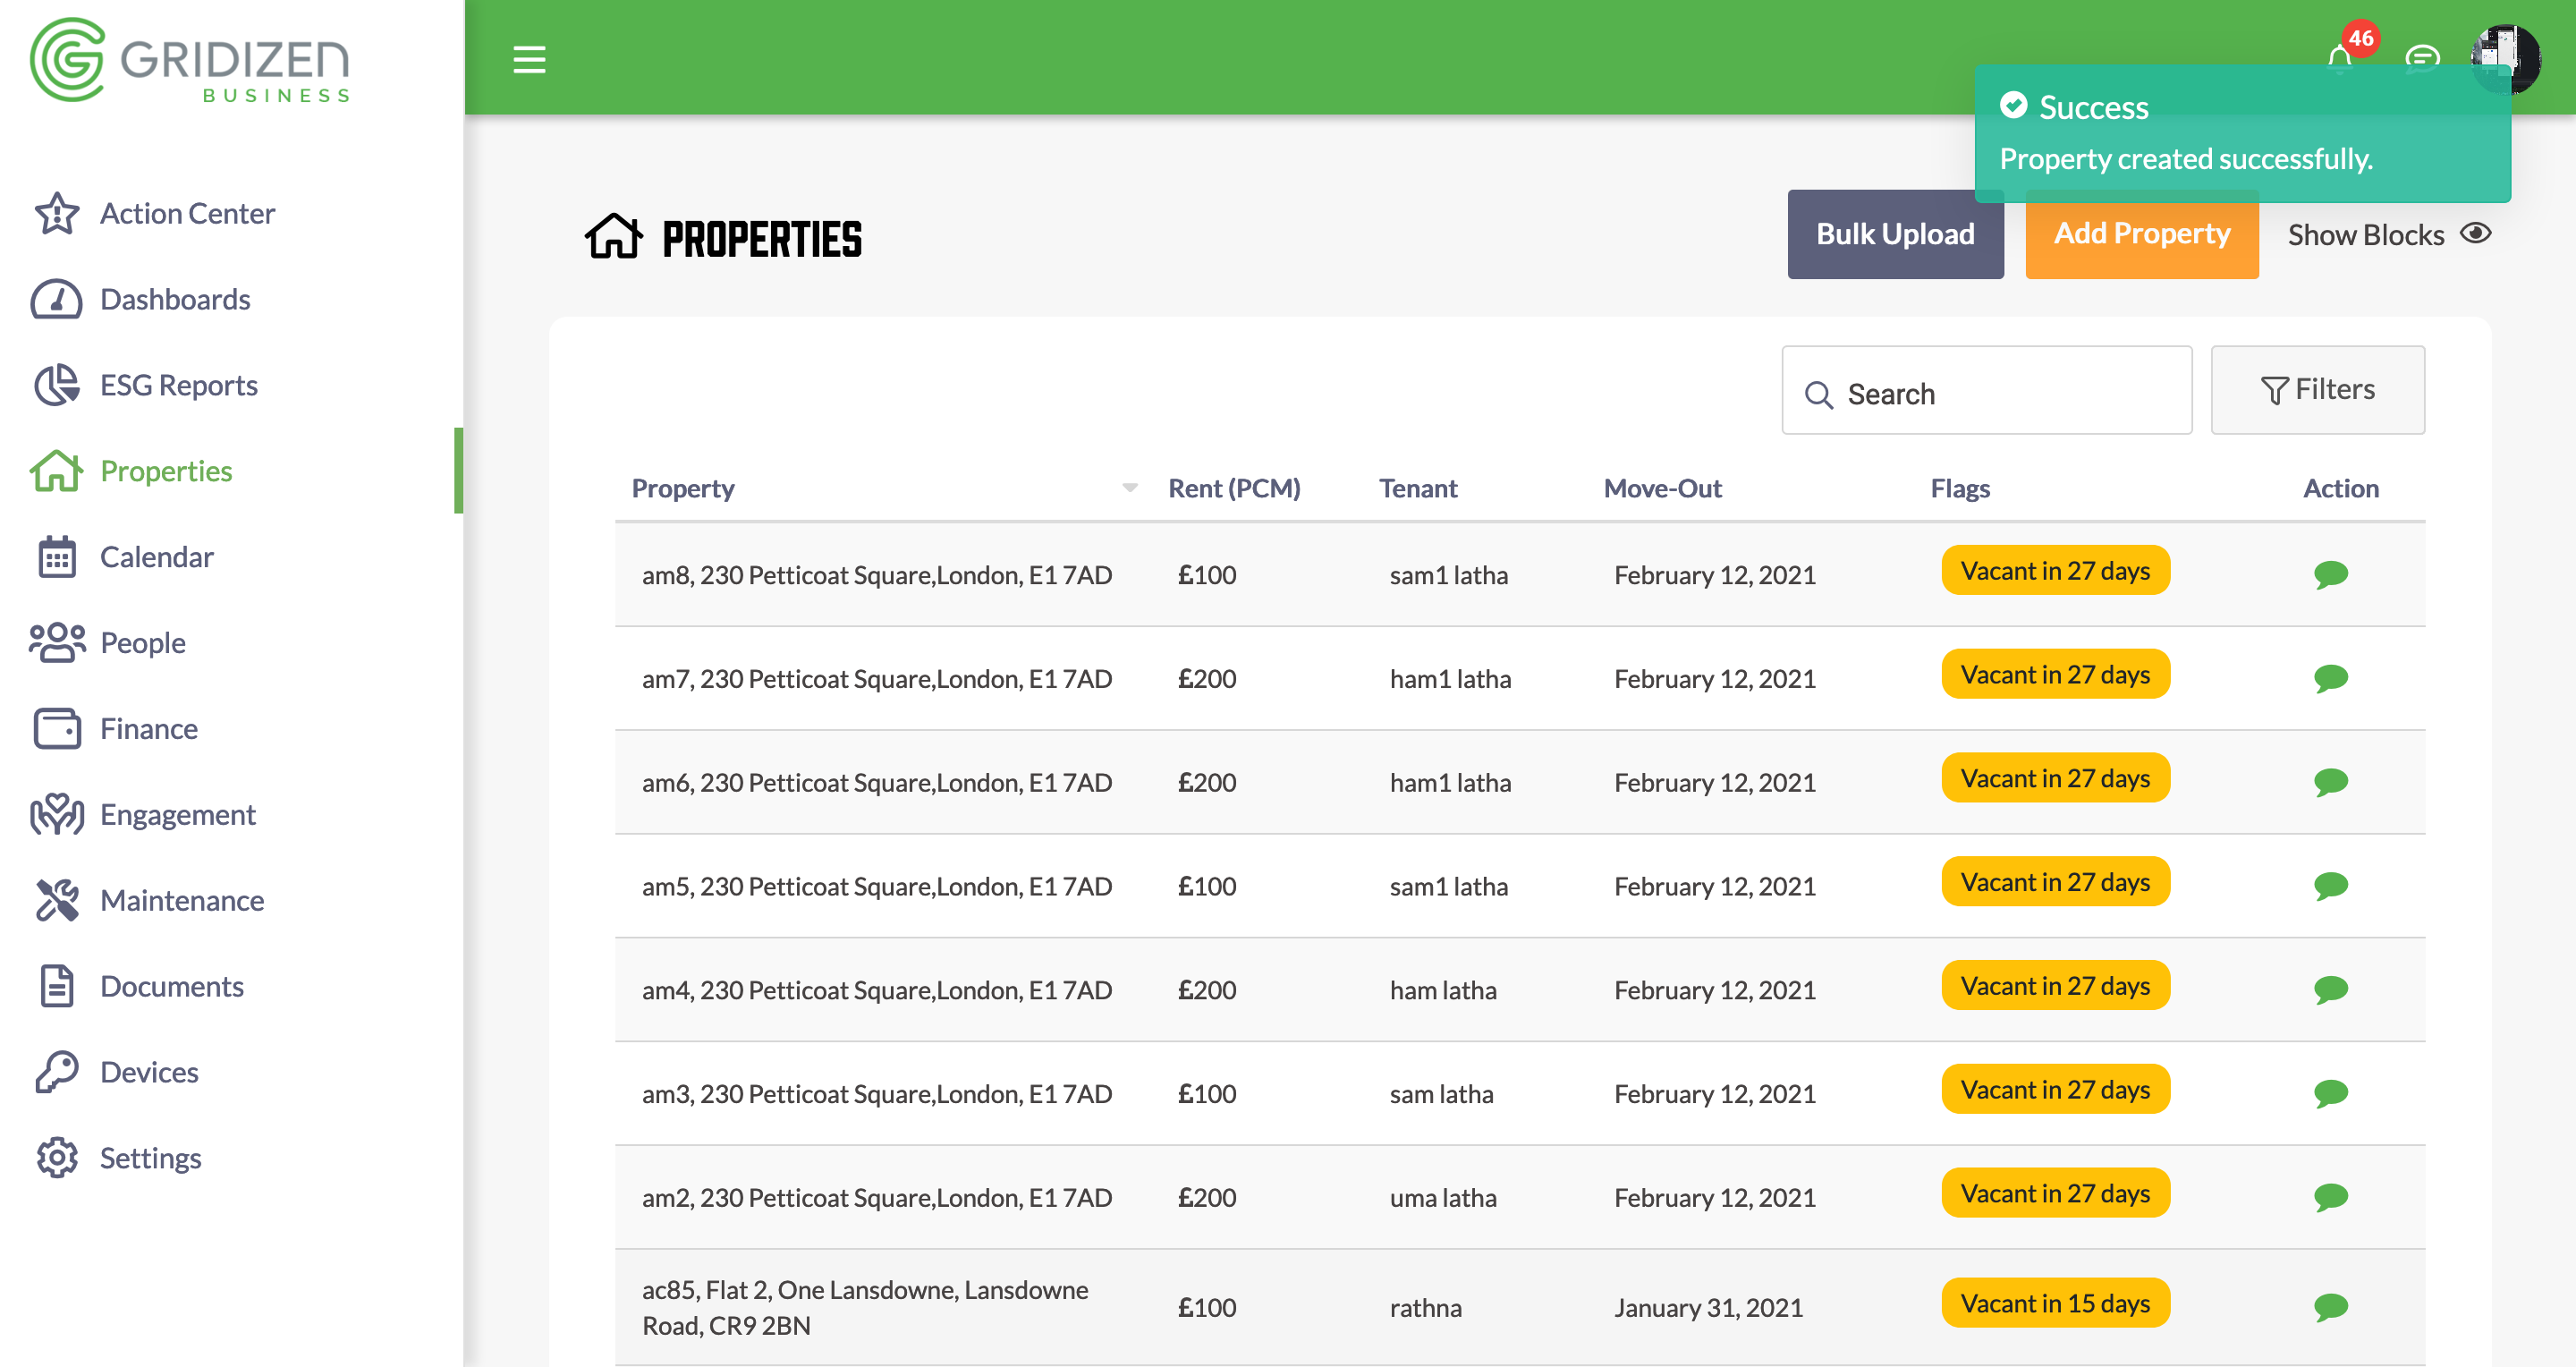 GRIDIZEN
BUSINESS
46
Success
Property created successfully.
Action Center
Dashboards
ESG Reports
Properties
Calendar
People
Finance
Engagement
Maintenance
Documents
Devices
Settings
PROPERTIES
Bulk Upload
Add Property
Show Blocks
Search
Filters
Property Rent (PCM) Tenant Move-Out Flags Action
am8, 230 Petticoat Square,London, E1 7AD £100 sam1 latha February 12, 2021 Vacant in 27 days
am7, 230 Petticoat Square,London, E1 7AD £200 ham1 latha February 12, 2021 Vacant in 27 days
am6, 230 Petticoat Square,London, E1 7AD £200 ham1 latha February 12, 2021 Vacant in 27 days
am5, 230 Petticoat Square,London, E1 7AD £100 sam1 latha February 12, 2021 Vacant in 27 days
am4, 230 Petticoat Square,London, E1 7AD £200 ham latha February 12, 2021 Vacant in 27 days
am3, 230 Petticoat Square,London, E1 7AD £100 sam latha February 12, 2021 Vacant in 27 days
am2, 230 Petticoat Square,London, E1 7AD £200 uma latha February 12, 2021 Vacant in 27 days
ac85, Flat 2, One Lansdowne, Lansdowne
Road, CR9 2BN £100 rathna January 31, 2021 Vacant in 15 days